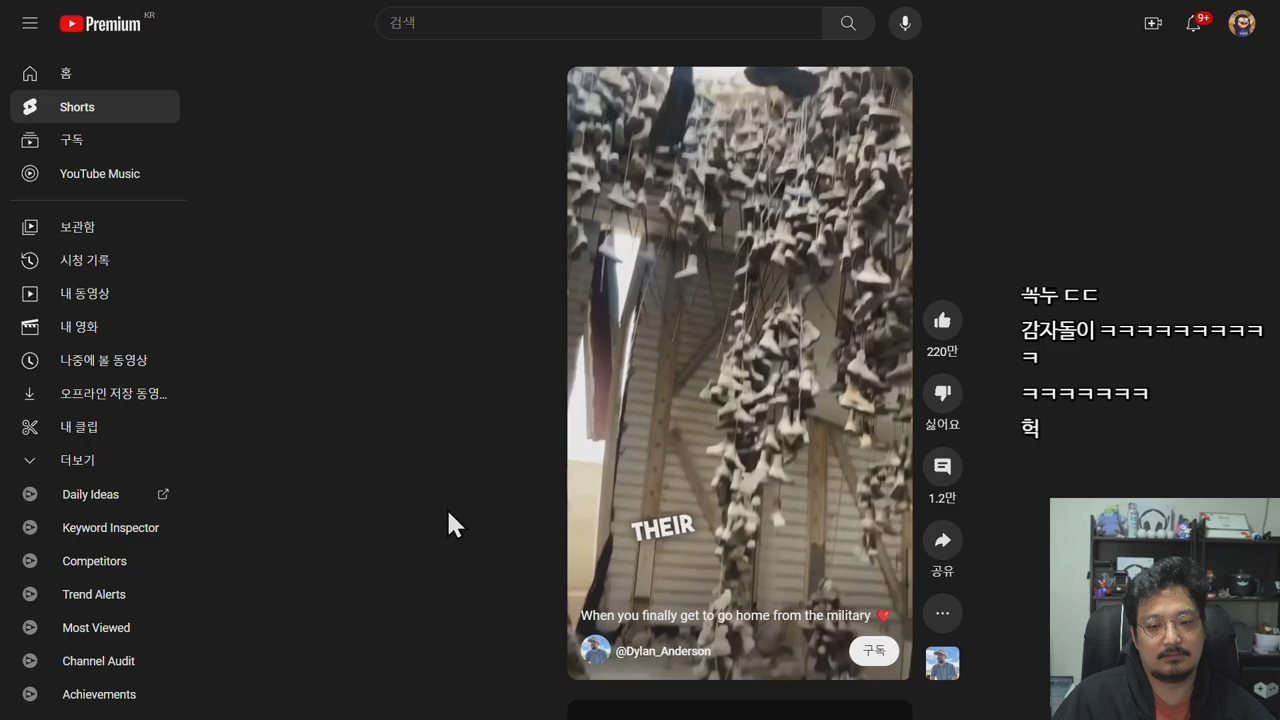 Premium KR
검색
9+
홈
Shorts
구독
YouTube Music
보관함
시청 기록
내 동영상
내 영화
나중에 볼 동영상
오프라인 저장 동영...
내 클립
더보기
Daily Ideas
Keyword Inspector
Competitors
Trend Alerts
Most Viewed
Channel Audit
Achievements
THEIR
When you finally get to go home from the military ❤️
@Dylan_Anderson
구독
220만
싫어요
1.2만
공유
꼭누 ㄷㄷ
감자돌이 ㅋㅋㅋㅋㅋㅋㅋㅋㅋ
ㅋ
ㅋㅋㅋㅋㅋㅋㅋ
헉